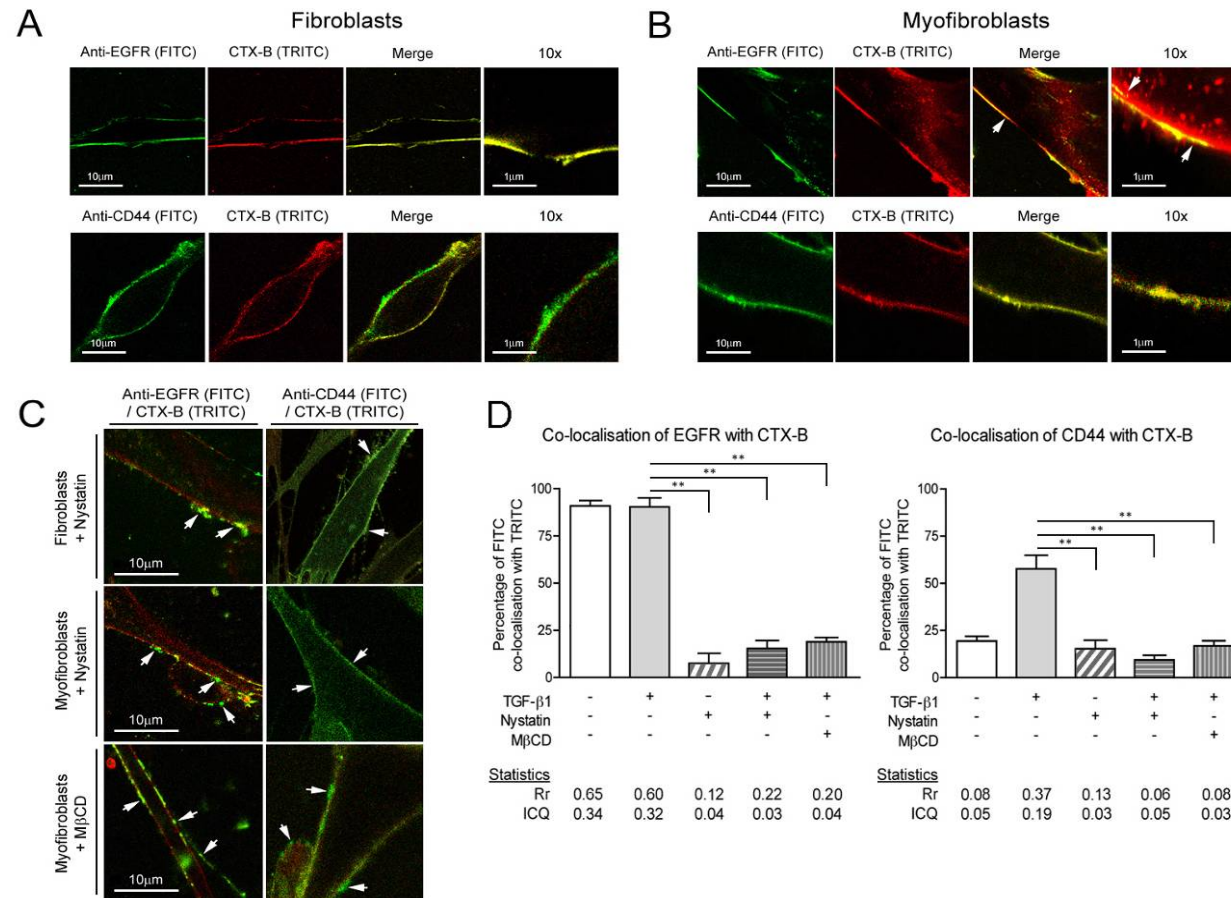 A
Fibroblasts
Anti-EGFR (FITC) CTX-B (TRITC) Merge 10x
10µm 1µm
Anti-CD44 (FITC) CTX-B (TRITC) Merge 10x
10µm 1µm
B
Myofibroblasts
Anti-EGFR (FITC) CTX-B (TRITC) Merge 10x
10µm 1µm
Anti-CD44 (FITC) CTX-B (TRITC) Merge 10x
10µm 1µm
C
Anti-EGFR (FITC)
/ CTX-B (TRITC)
Anti-CD44 (FITC)
/ CTX-B (TRITC)
Fibroblasts
+ Nystatin
10µm
Myofibroblasts
+ Nystatin
10µm
Myofibroblasts
+ MβCD
10µm
D
Co-localisation of EGFR with CTX-B
**
**
**
Percentage of FITC
co-localisation with TRITC
100
75
50
25
0
TGF-β1 - + - + +
Nystatin - - + + -
MβCD - - - - +
Statistics
Rr 0.65 0.60 0.12 0.22 0.20
ICQ 0.34 0.32 0.04 0.03 0.04
Co-localisation of CD44 with CTX-B
**
**
**
Percentage of FITC
co-localisation with TRITC
100
75
50
25
0
- + - + +
- - + + -
- - - - +
0.08 0.37 0.13 0.06 0.08
0.05 0.19 0.03 0.05 0.03